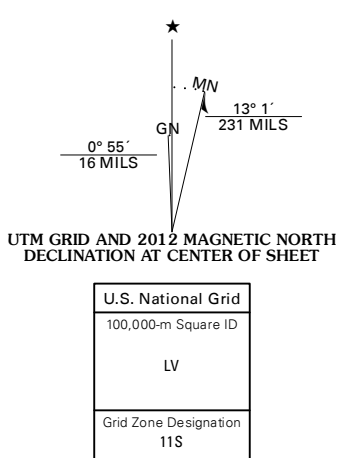 ★
MN
13° 1´
231 MILS
GN
0° 55´
16 MILS
UTM GRID AND 2012 MAGNETIC NORTH
DECLINATION AT CENTER OF SHEET
U.S. National Grid
100,000-m Square ID
LV
Grid Zone Designation
11S